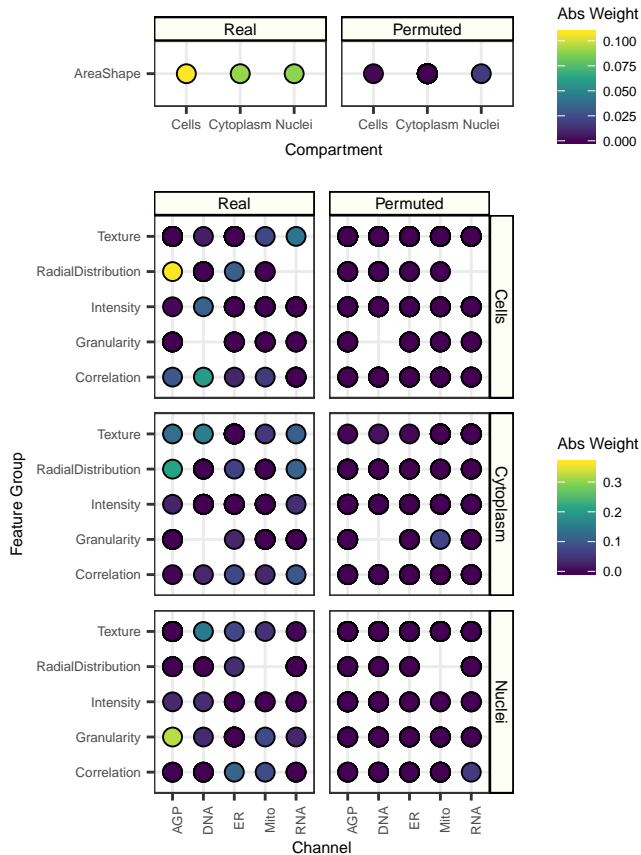 Real
Permuted
AreaShape
Cells
Cytoplasm
Nuclei
Cells
Cytoplasm
Nuclei
Compartment
Abs Weight
0.100
0.075
0.050
0.025
0.000
Real
Permuted
Texture
RadialDistribution
Intensity
Granularity
Correlation
Cells
Texture
RadialDistribution
Intensity
Granularity
Correlation
Cytoplasm
Texture
RadialDistribution
Intensity
Granularity
Correlation
Nuclei
Feature Group
AGP
DNA
ER
Mito
RNA
AGP
DNA
ER
Mito
RNA
Channel
Abs Weight
0.3
0.2
0.1
0.0